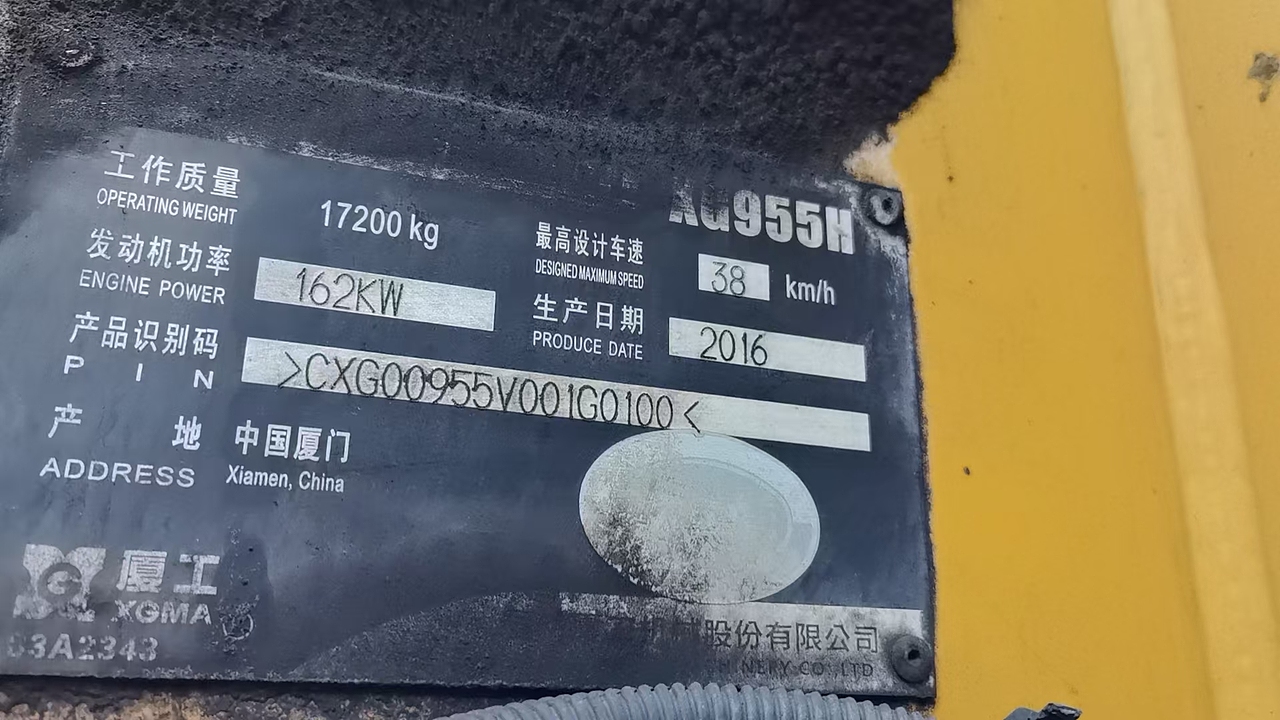 XG955H
工作质量
OPERATING WEIGHT
17200 kg
最高设计车速
DESIGNED MAXIMUM SPEED
38 km/h
发动机功率
ENGINE POWER
162KW
生产日期
PRODUCE DATE
2016
产品识别码
PIN
>CXG00955V001G0100<
产地
ADDRESS
中国厦门
Xiamen, China
厦工
XGMA
股份有限公司
CO., LTD